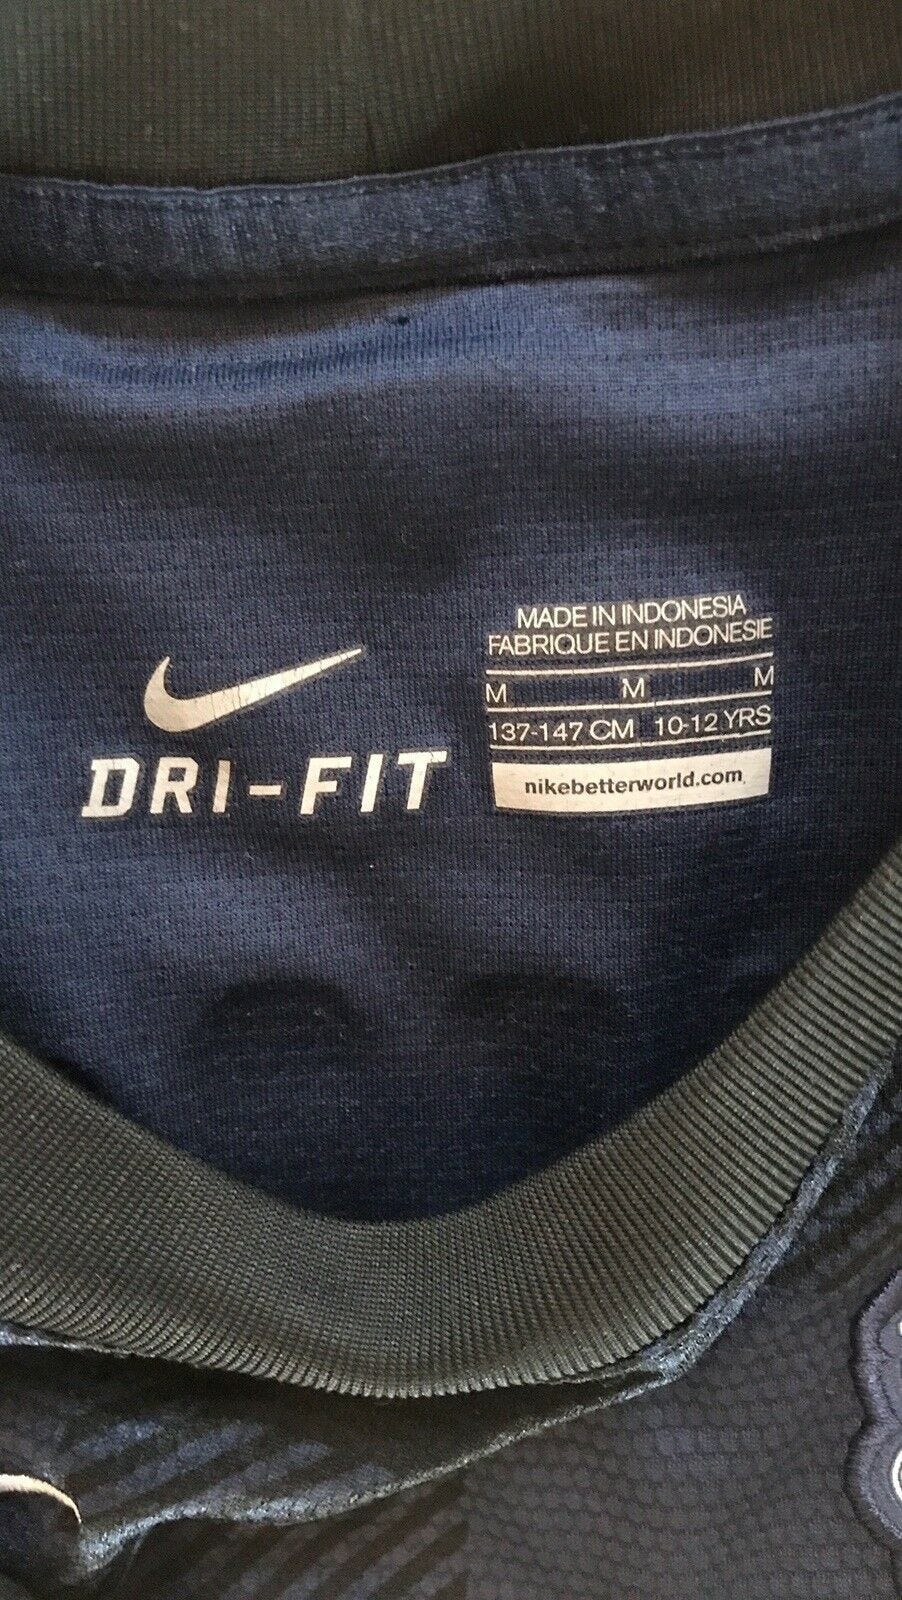 MADE IN INDONESIA
FABRIQUE EN INDONESIE
M M M
137-147 CM 10-12 YRS
nikebetterworld.com
DRI-FIT